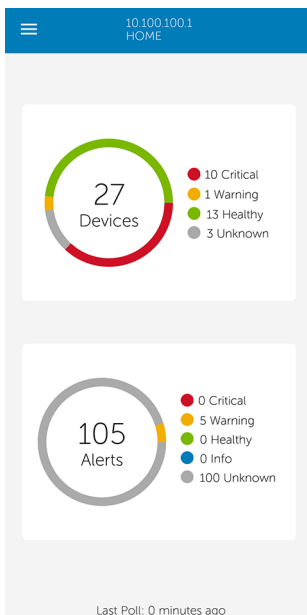 10.100.100.1
HOME
27
Devices
10 Critical
1 Warning
13 Healthy
3 Unknown
105
Alerts
0 Critical
5 Warning
0 Healthy
0 Info
100 Unknown
Last Poll: 0 minutes ago